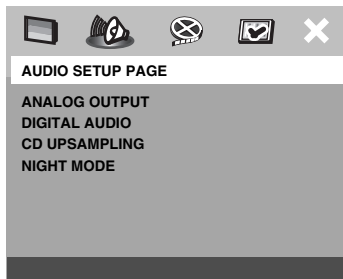 AUDIO SETUP PAGE
ANALOG OUTPUT
DIGITAL AUDIO
CD UPSAMPLING
NIGHT MODE